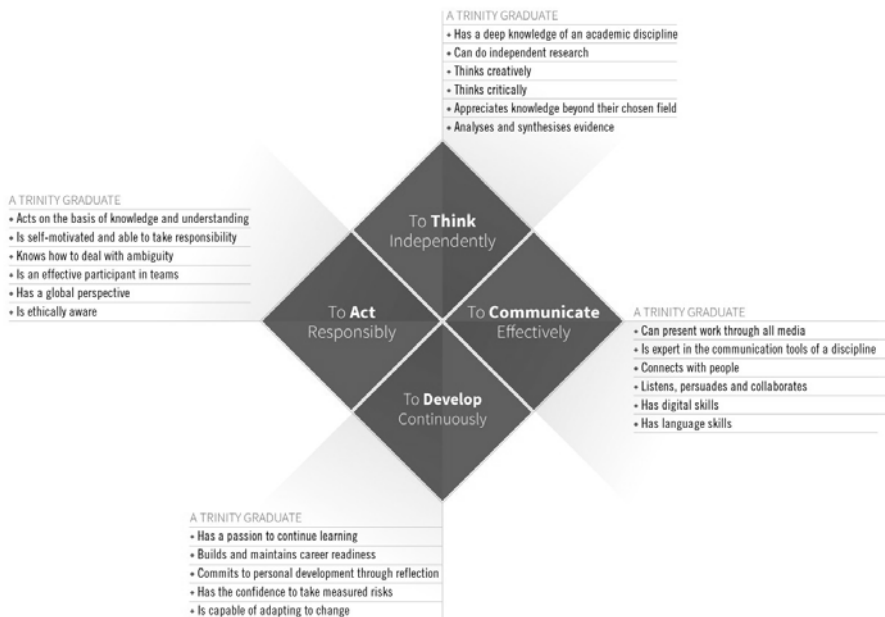 A TRINITY GRADUATE
• Has a deep knowledge of an academic discipline
• Can do independent research
• Thinks creatively
• Thinks critically
• Appreciates knowledge beyond their chosen field
• Analyses and synthesises evidence
A TRINITY GRADUATE
• Acts on the basis of knowledge and understanding
• Is self-motivated and able to take responsibility
• Knows how to deal with ambiguity
• Is an effective participant in teams
• Has a global perspective
• Is ethically aware
To Think
Independently
To Act
Responsibly
To Communicate
Effectively
To Develop
Continuously
A TRINITY GRADUATE
• Can present work through all media
• Is expert in the communication tools of a discipline
• Connects with people
• Listens, persuades and collaborates
• Has digital skills
• Has language skills
A TRINITY GRADUATE
• Has a passion to continue learning
• Builds and maintains career readiness
• Commits to personal development through reflection
• Has the confidence to take measured risks
• Is capable of adapting to change